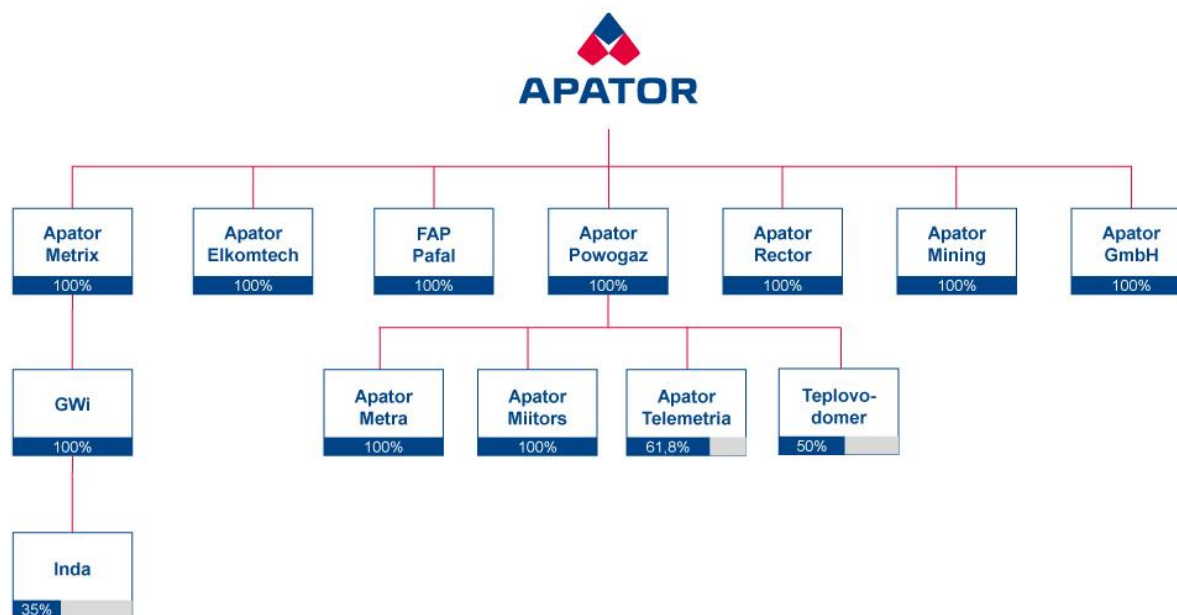 APATOR
Apator
Metrix
100%
Apator
Elkomtech
100%
FAP
Pafal
100%
Apator
Powogaz
100%
Apator
Rector
100%
Apator
Mining
100%
Apator
GmbH
100%
GWi
100%
Apator
Metra
100%
Apator
Miitors
100%
Apator
Telemetria
61,8%
Teplovo-
domer
50%
Inda
35%